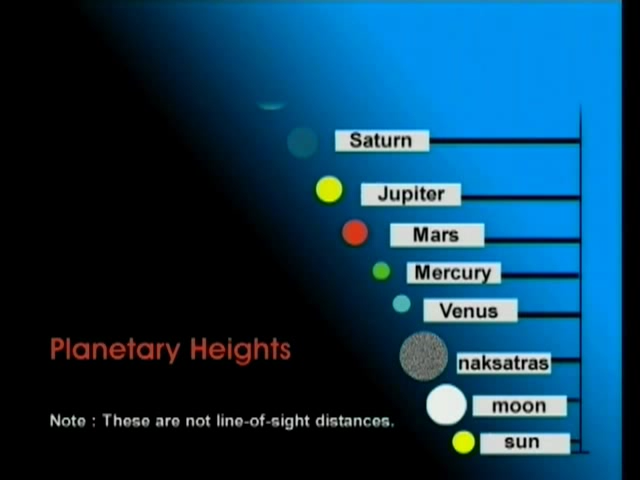 Saturn
Jupiter
Mars
Mercury
Venus
Planetary Heights
naksatras
moon
Note : These are not line-of-sight distances.
sun